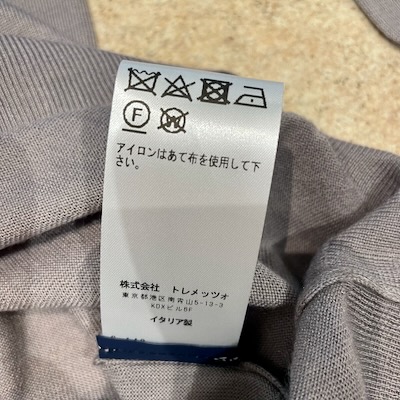 F
W
アイロンはあて布を使用して下
さい。
株式会社 トレメッツォ
東京都港区南青山5-13-3
KDXビル8F
イタリア製